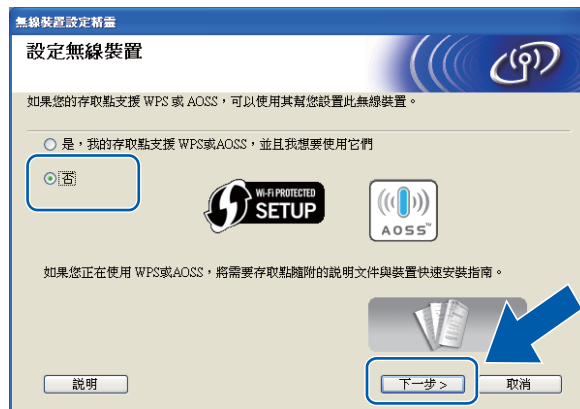 無線裝置設定精靈
設定無線裝置
如果您的存取點支援 WPS 或 AOSS，可以使用其幫您設置此無線裝置。
是，我的存取點支援 WPS或AOSS，並且我想要使用它們
否
Wi-Fi PROTECTED
SETUP
AOSS™
如果您正在使用 WPS或AOSS，將需要存取點隨附的説明文件與裝置快速安裝指南。
説明
下一步 >
取消